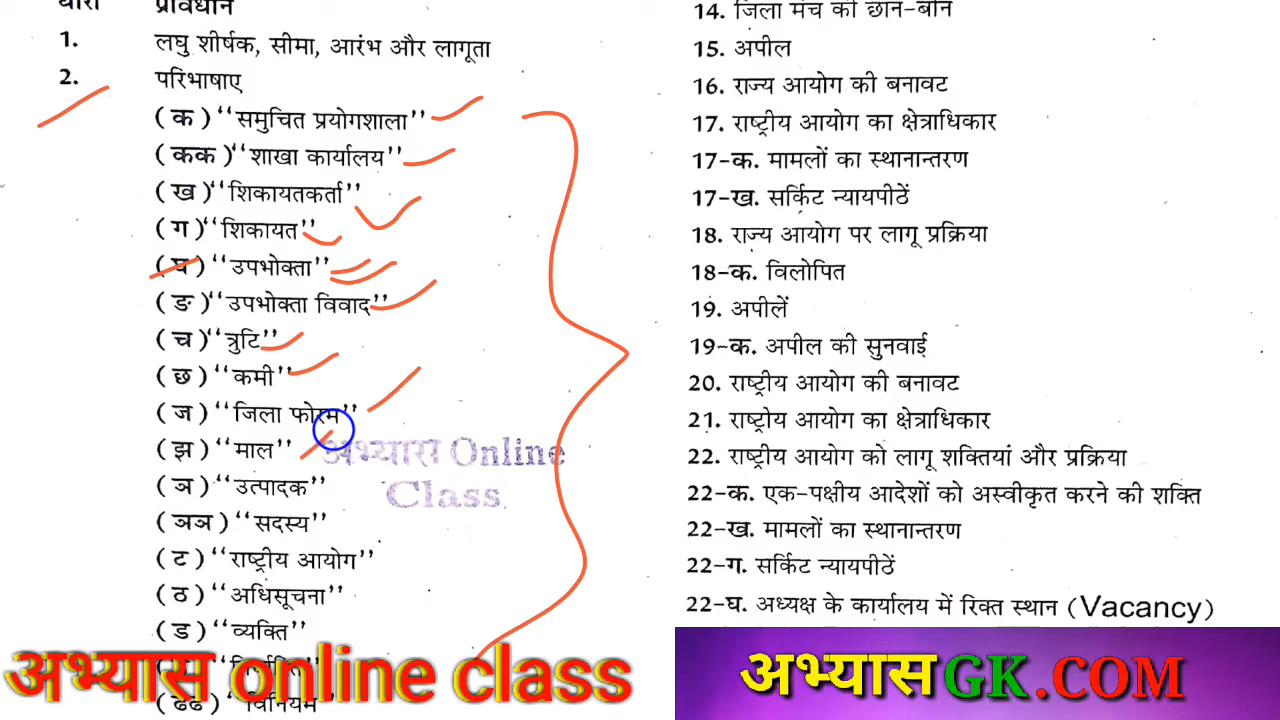 धारा प्रावधान
1. लघु शीर्षक, सीमा, आरंभ और लागूता
2. परिभाषाए
(क) ‘‘समुचित प्रयोगशाला’’
(कक) ‘‘शाखा कार्यालय’’
(ख) ‘‘शिकायतकर्ता’’
(ग) ‘‘शिकायत’’
(घ) ‘‘उपभोक्ता’’
(ङ) ‘‘उपभोक्ता विवाद’’
(च) ‘‘त्रुटि’’
(छ) ‘‘कमी’’
(ज) ‘‘जिला फोरम’’
(झ) ‘‘माल’’
(ञ) ‘‘उत्पादक’’
(ञञ) ‘‘सदस्य’’
(ट) ‘‘राष्ट्रीय आयोग’’
(ठ) ‘‘अधिसूचना’’
(ड) ‘‘व्यक्ति’’
(ढढ) ‘‘विनियम’’
14. जिला मंच की छान-बीन
15. अपील
16. राज्य आयोग की बनावट
17. राष्ट्रीय आयोग का क्षेत्राधिकार
17-क. मामलों का स्थानान्तरण
17-ख. सर्किट न्यायपीठें
18. राज्य आयोग पर लागू प्रक्रिया
18-क. विलोपित
19. अपीलें
19-क. अपील की सुनवाई
20. राष्ट्रीय आयोग की बनावट
21. राष्ट्रीय आयोग का क्षेत्राधिकार
22. राष्ट्रीय आयोग को लागू शक्तियां और प्रक्रिया
22-क. एक-पक्षीय आदेशों को अस्वीकृत करने की शक्ति
22-ख. मामलों का स्थानान्तरण
22-ग. सर्किट न्यायपीठें
22-घ. अध्यक्ष के कार्यालय में रिक्त स्थान (Vacancy)
अभ्यास Online
Class
अभ्यास online class
अभ्यास GK.COM